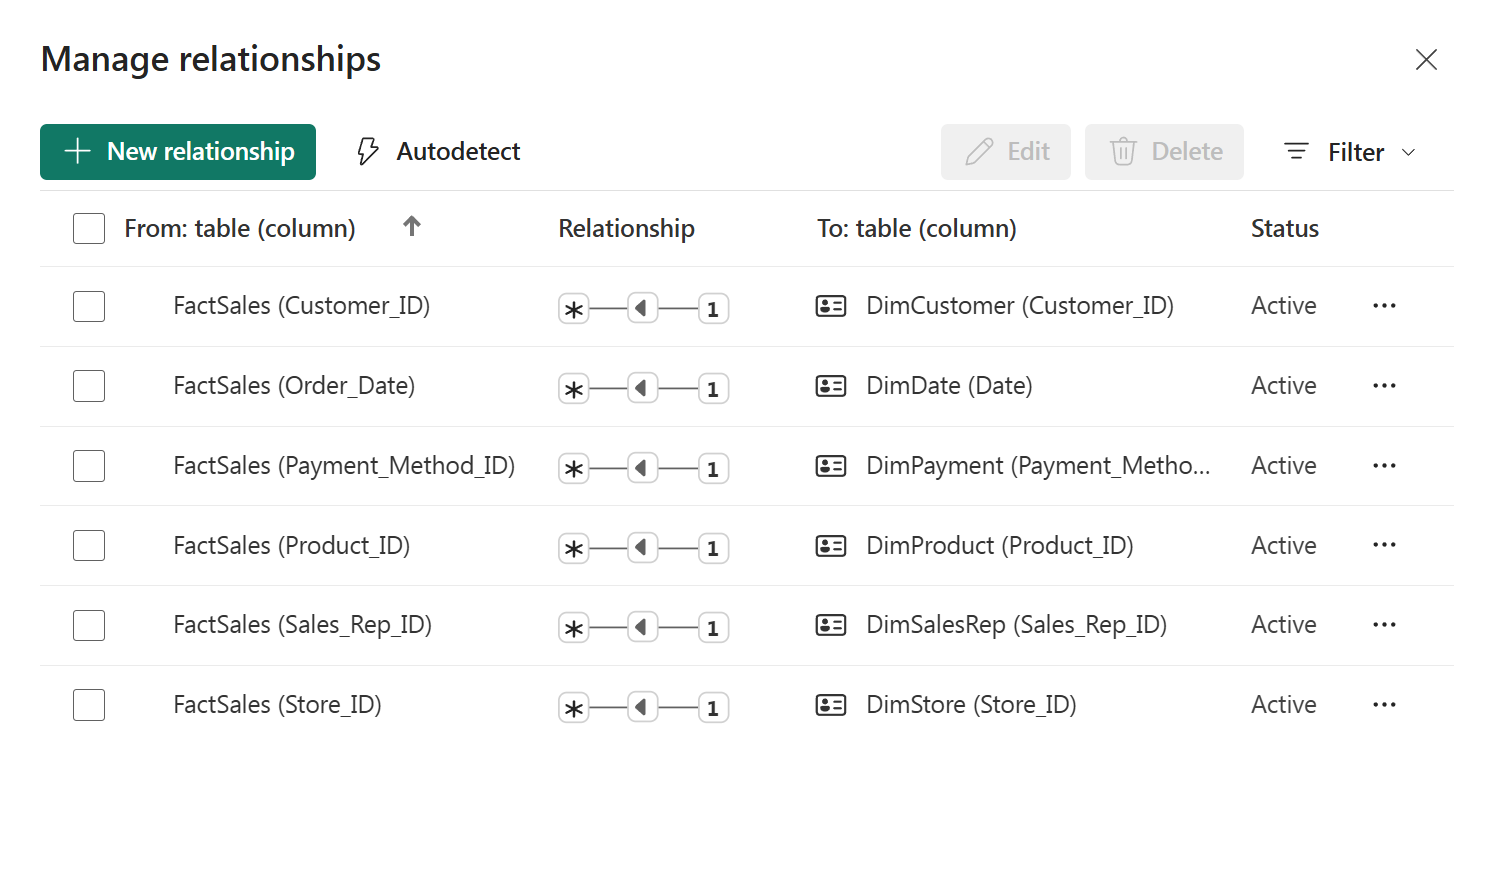 Manage relationships
New relationship Autodetect Edit Delete Filter
From: table (column) Relationship To: table (column) Status
FactSales (Customer_ID) * 1 DimCustomer (Customer_ID) Active ...
FactSales (Order_Date) * 1 DimDate (Date) Active ...
FactSales (Payment_Method_ID) * 1 DimPayment (Payment_Metho... Active ...
FactSales (Product_ID) * 1 DimProduct (Product_ID) Active ...
FactSales (Sales_Rep_ID) * 1 DimSalesRep (Sales_Rep_ID) Active ...
FactSales (Store_ID) * 1 DimStore (Store_ID) Active ...